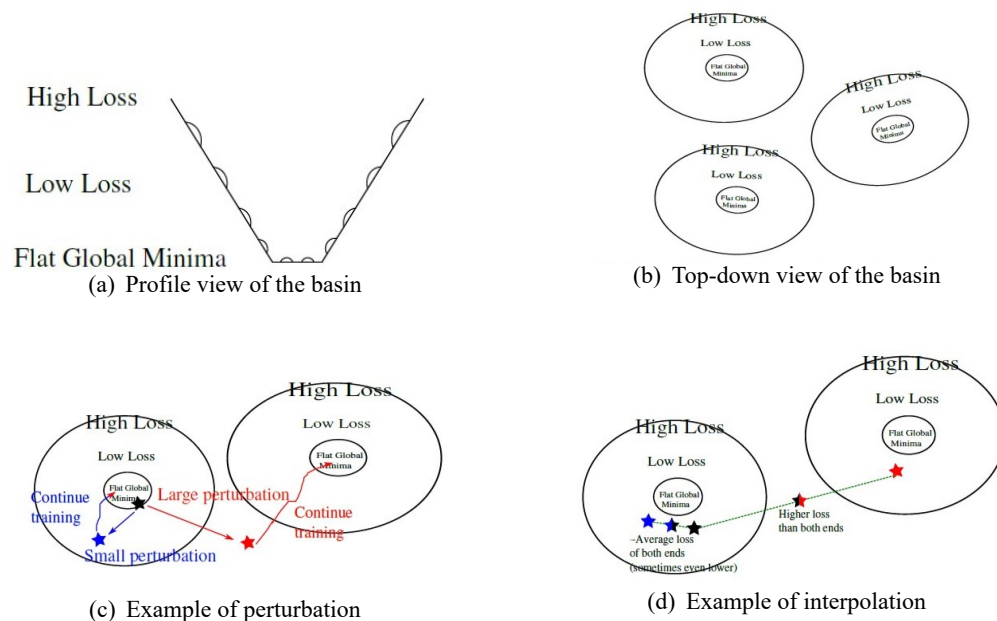 High Loss
Low Loss
Flat Global Minima
(a) Profile view of the basin
High Loss
Low Loss
Flat Global
Minima
High Loss
Low Loss
Flat Global
Minima
High Loss
Low Loss
Flat Global
Minima
(b) Top-down view of the basin
High Loss
Low Loss
Flat Global
Minima
High Loss
Low Loss
Flat Global
Minima
Continue
training
Large perturbation
Continue
training
Small perturbation
(c) Example of perturbation
High Loss
Low Loss
Flat Global
Minima
High Loss
Low Loss
Flat Global
Minima
~Average loss
of both ends
(sometimes even lower)
Higher loss
than both ends
(d) Example of interpolation